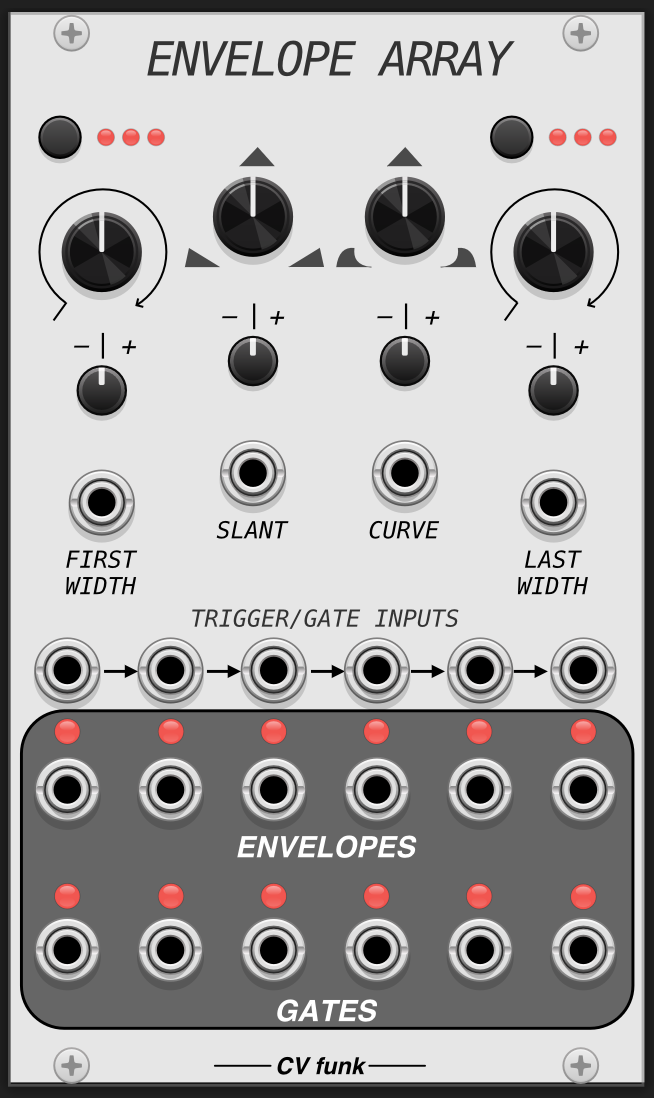 ENVELOPE ARRAY
− | +
− | +
− | +
− | +
SLANT
CURVE
FIRST
WIDTH
LAST
WIDTH
TRIGGER/GATE INPUTS
ENVELOPES
GATES
CV funk